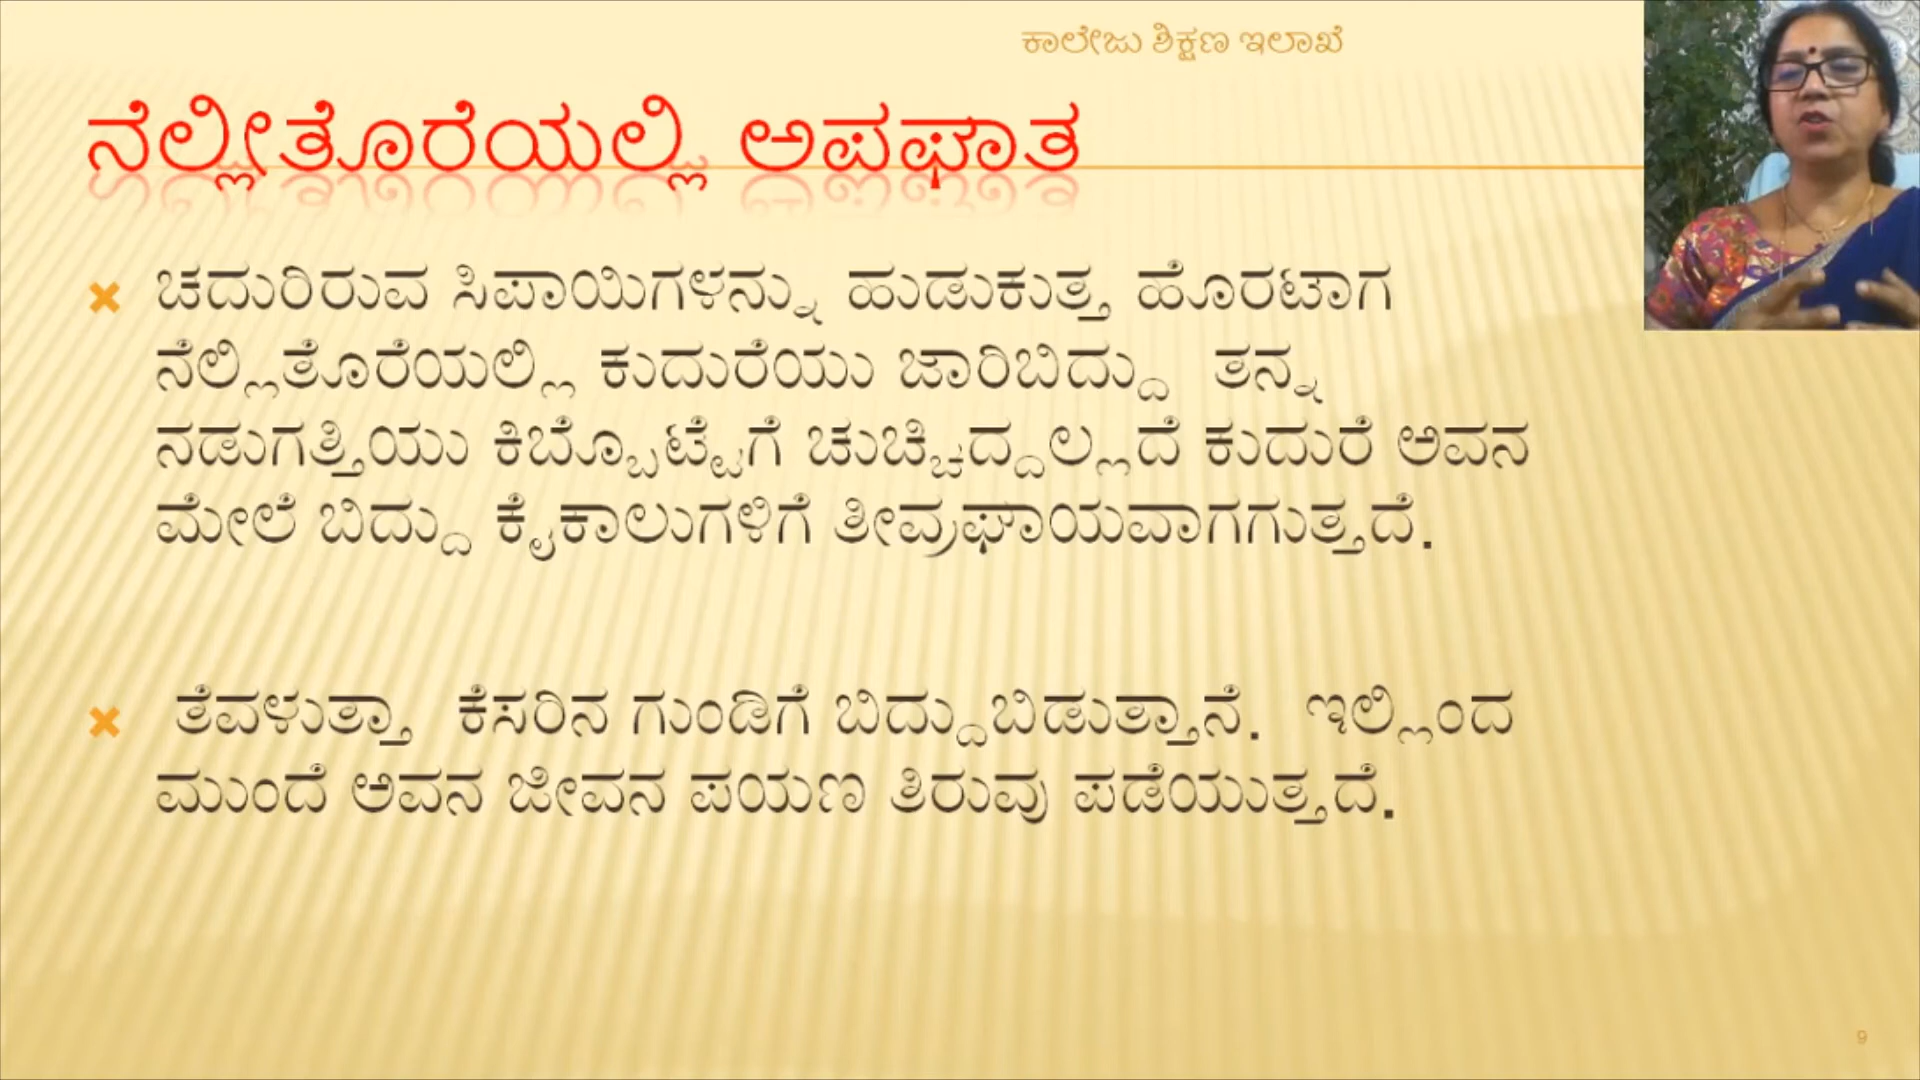 ಕಾಲೇಜು ಶಿಕ್ಷಣ ಇಲಾಖೆ
ನೆಲ್ಲೀತೊರೆಯಲ್ಲಿ ಅಪಘಾತ
ಚದುರಿರುವ ಸಿಪಾಯಿಗಳನ್ನು ಹುಡುಕುತ್ತ ಹೊರಟಾಗ
ನೆಲ್ಲಿತೊರೆಯಲ್ಲಿ ಕುದುರೆಯು ಜಾರಿಬಿದ್ದು ತನ್ನ
ನಡುಗತ್ತಿಯು ಕಿಬ್ಬೊಟ್ಟೆಗೆ ಚುಚ್ಚಿದ್ದಲ್ಲದೆ ಕುದುರೆ ಅವನ
ಮೇಲೆ ಬಿದ್ದು ಕೈಕಾಲುಗಳಿಗೆ ತೀವ್ರಘಾಯವಾಗಗುತ್ತದೆ.
ತೆವಳುತ್ತಾ ಕೆಸರಿನ ಗುಂಡಿಗೆ ಬಿದ್ದುಬಿಡುತ್ತಾನೆ. ಇಲ್ಲಿಂದ
ಮುಂದೆ ಅವನ ಜೀವನ ಪಯಣ ತಿರುವು ಪಡೆಯುತ್ತದೆ.
9